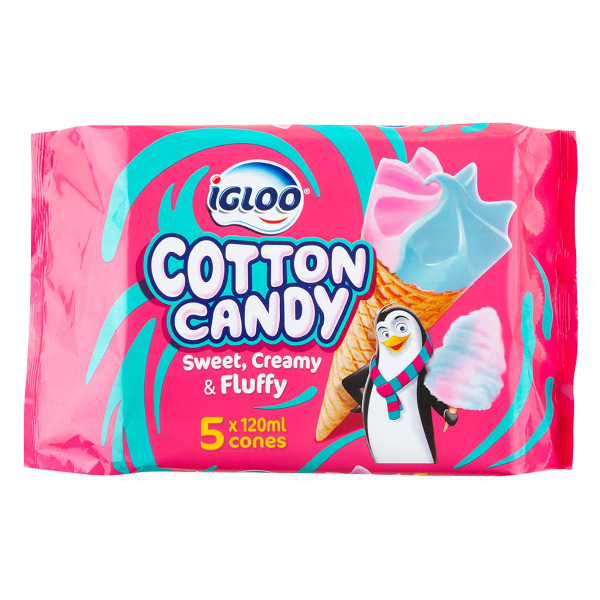 iGLOO®
COTTON
CANDY
Sweet, Creamy
& Fluffy
5 x 120ml
cones